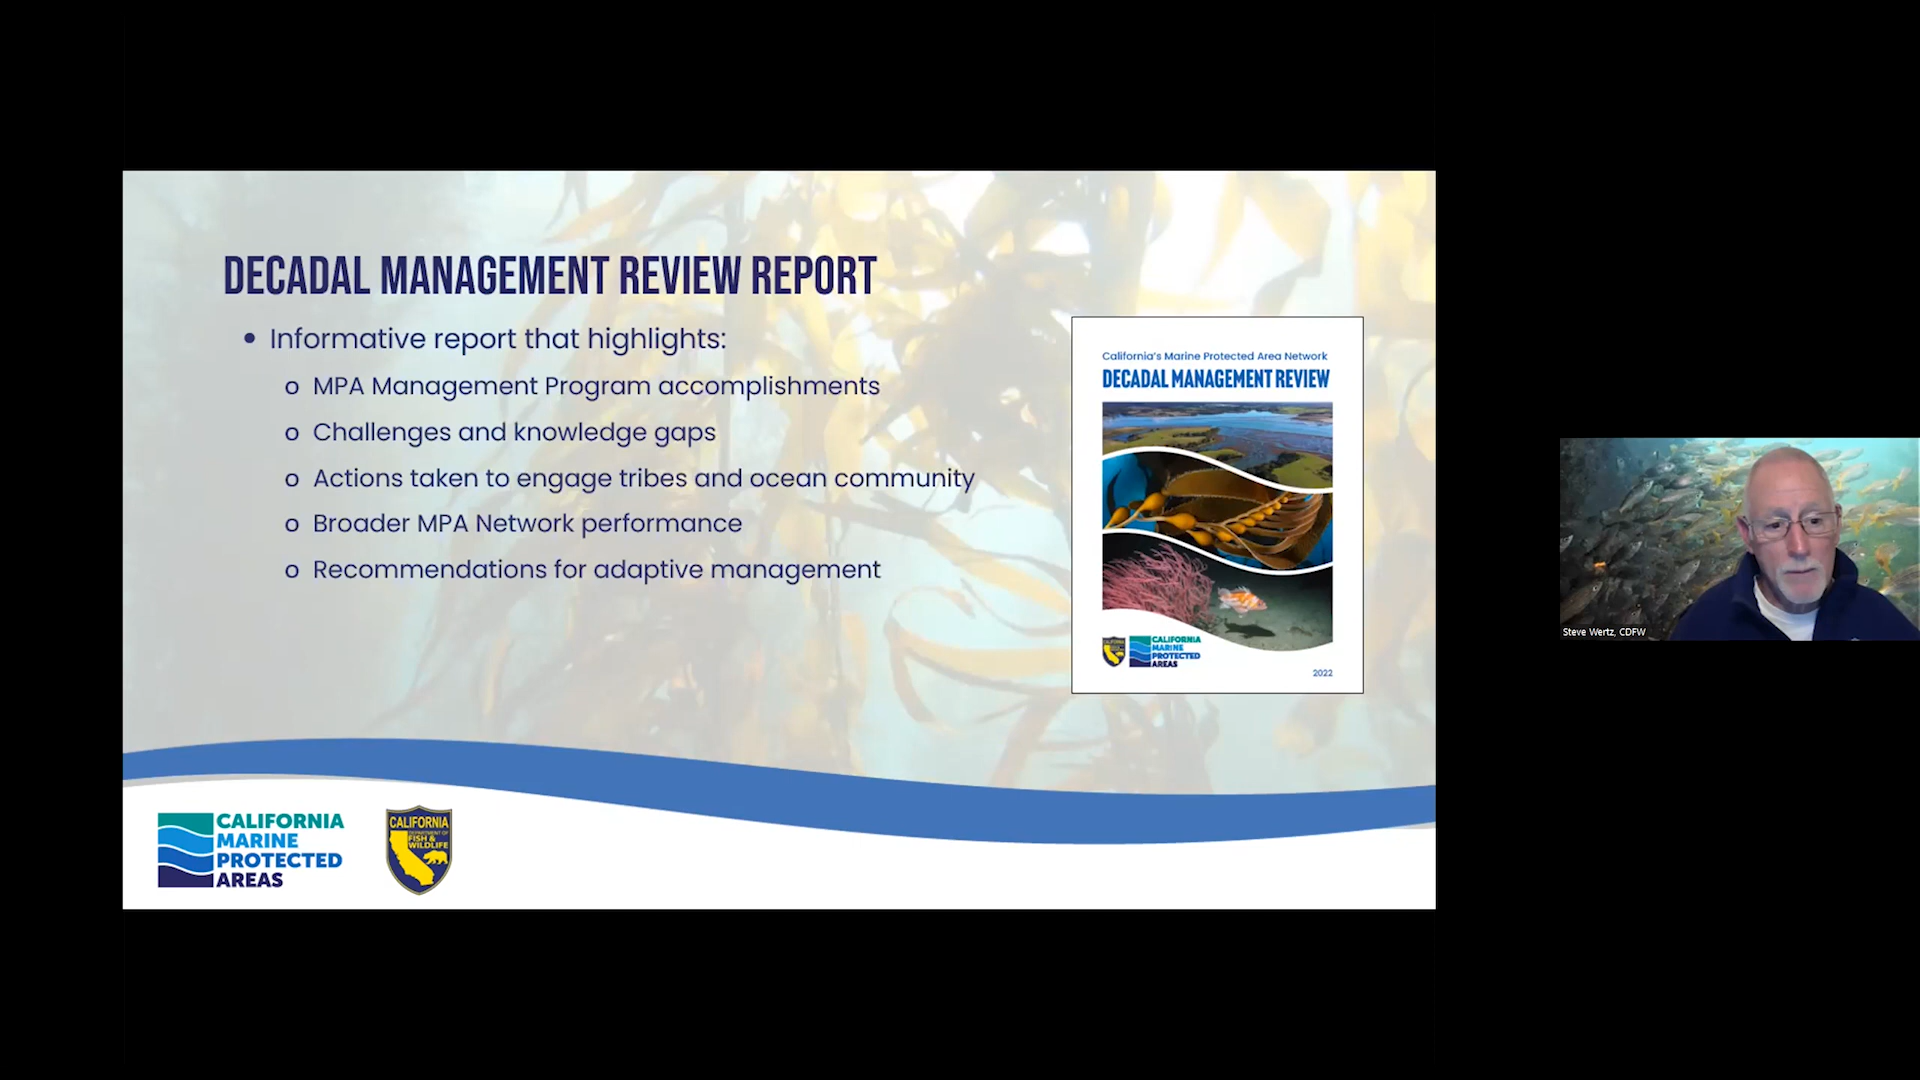 DECADAL MANAGEMENT REVIEW REPORT
• Informative report that highlights:
o MPA Management Program accomplishments
o Challenges and knowledge gaps
o Actions taken to engage tribes and ocean community
o Broader MPA Network performance
o Recommendations for adaptive management
California's Marine Protected Area Network
DECADAL MANAGEMENT REVIEW
CALIFORNIA
MARINE
PROTECTED
AREAS
2022
CALIFORNIA
MARINE
PROTECTED
AREAS
CALIFORNIA
DEPARTMENT OF
FISH &
WILDLIFE
Steve Wertz, CDFW